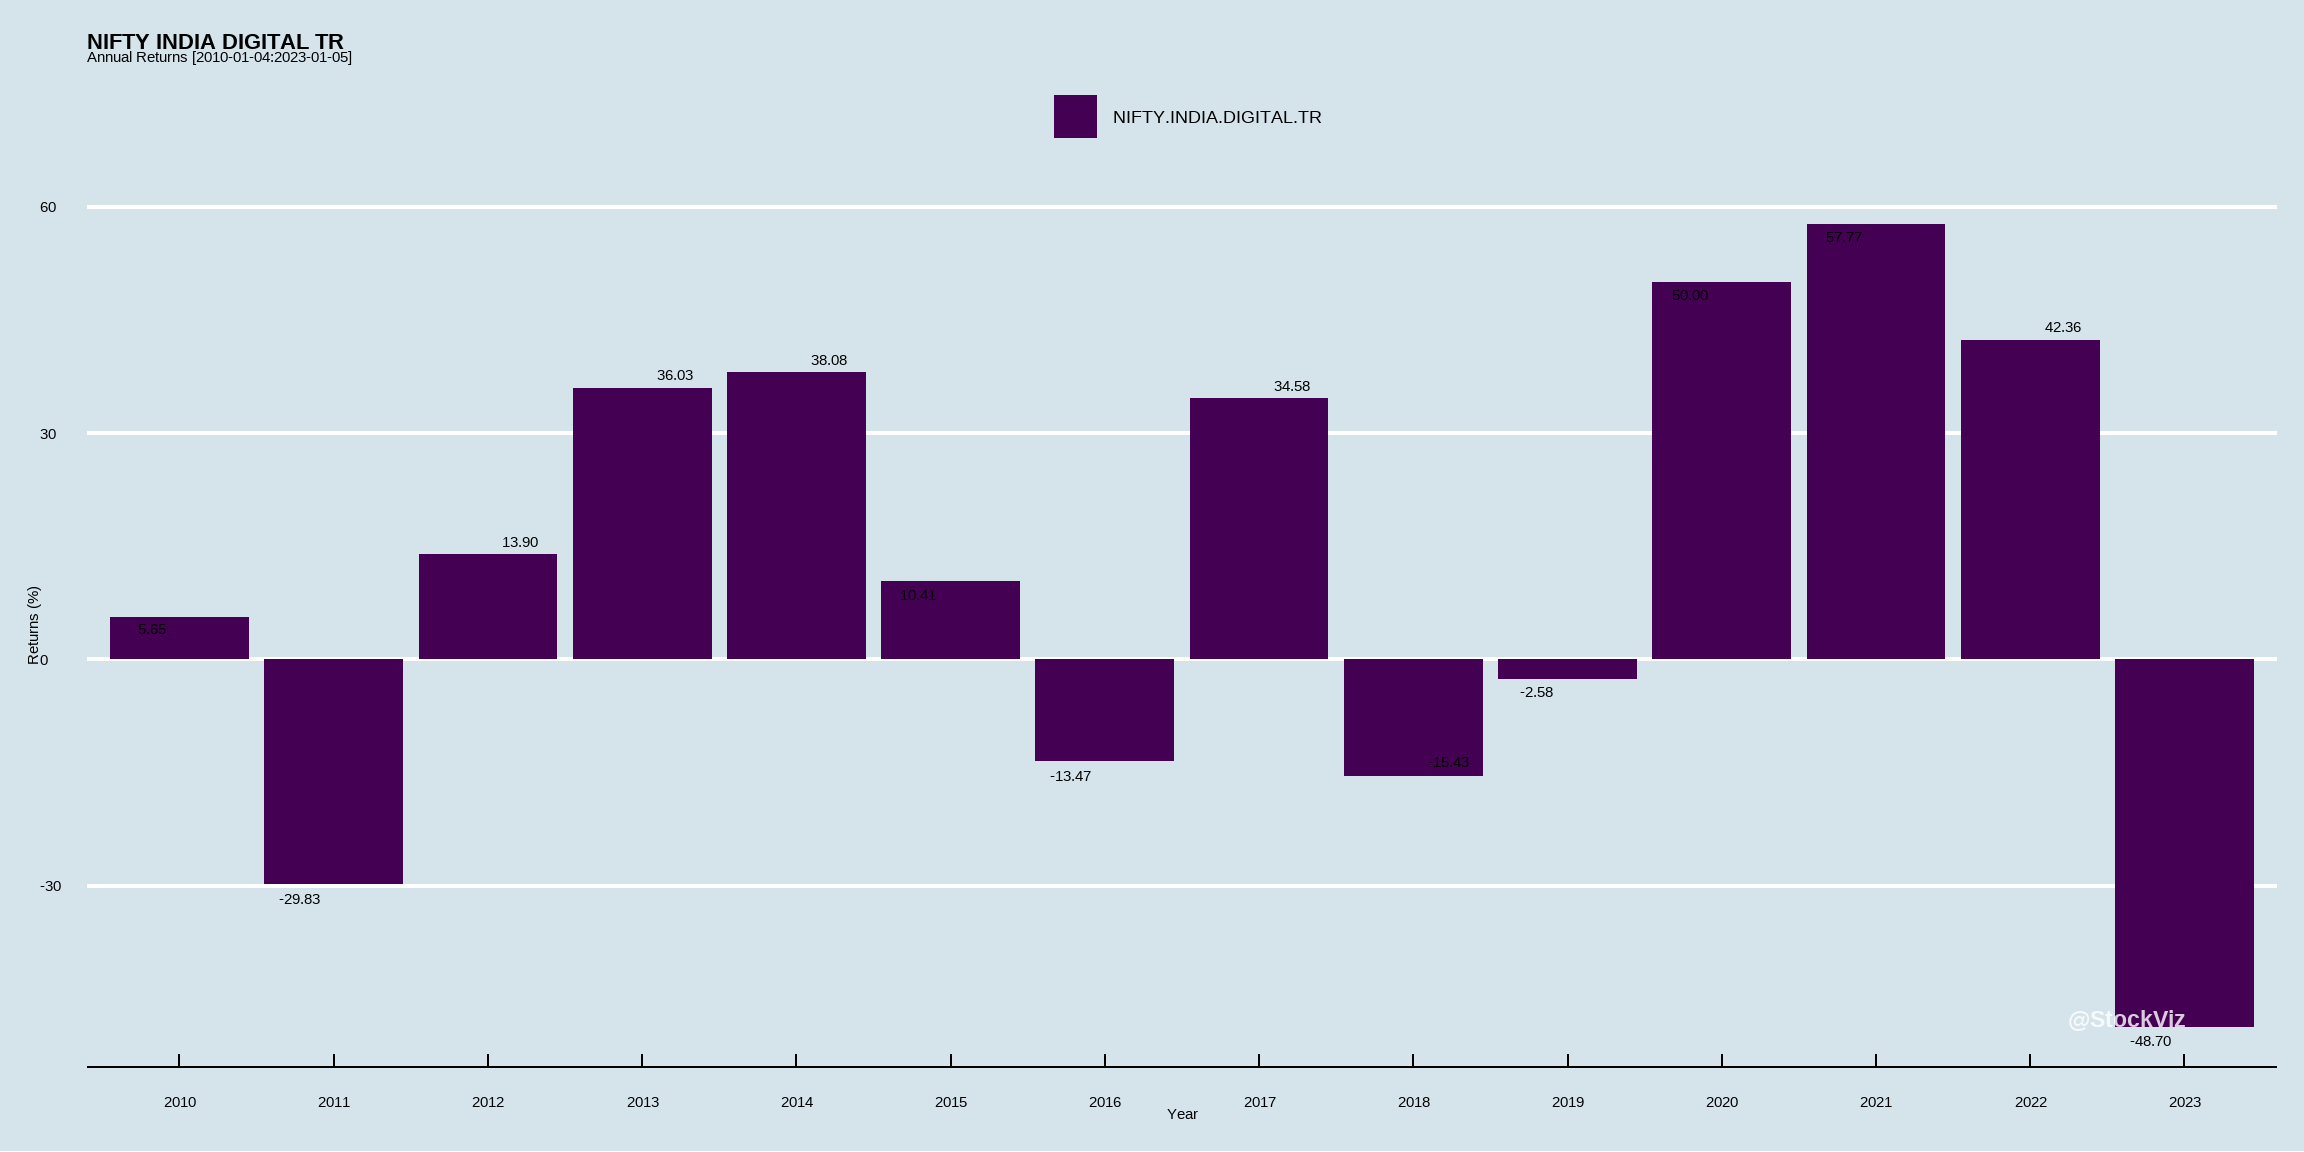 NIFTY INDIA DIGITAL TR
Annual Returns [2010-01-04:2023-01-05]
NIFTY.INDIA.DIGITAL.TR
60
57.77
50.00
42.36
38.08
36.03
34.58
30
13.90
10.41
5.65
Returns (%)
0
-2.58
-15.43
-13.47
-30
-29.83
@StockViz
-48.70
2010 2011 2012 2013 2014 2015 2016 2017 2018 2019 2020 2021 2022 2023
Year